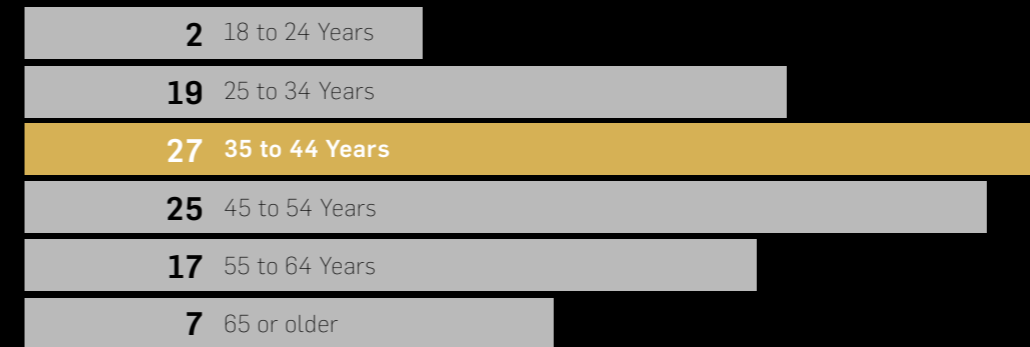 2 18 to 24 Years
19 25 to 34 Years
27 35 to 44 Years
25 45 to 54 Years
17 55 to 64 Years
7 65 or older